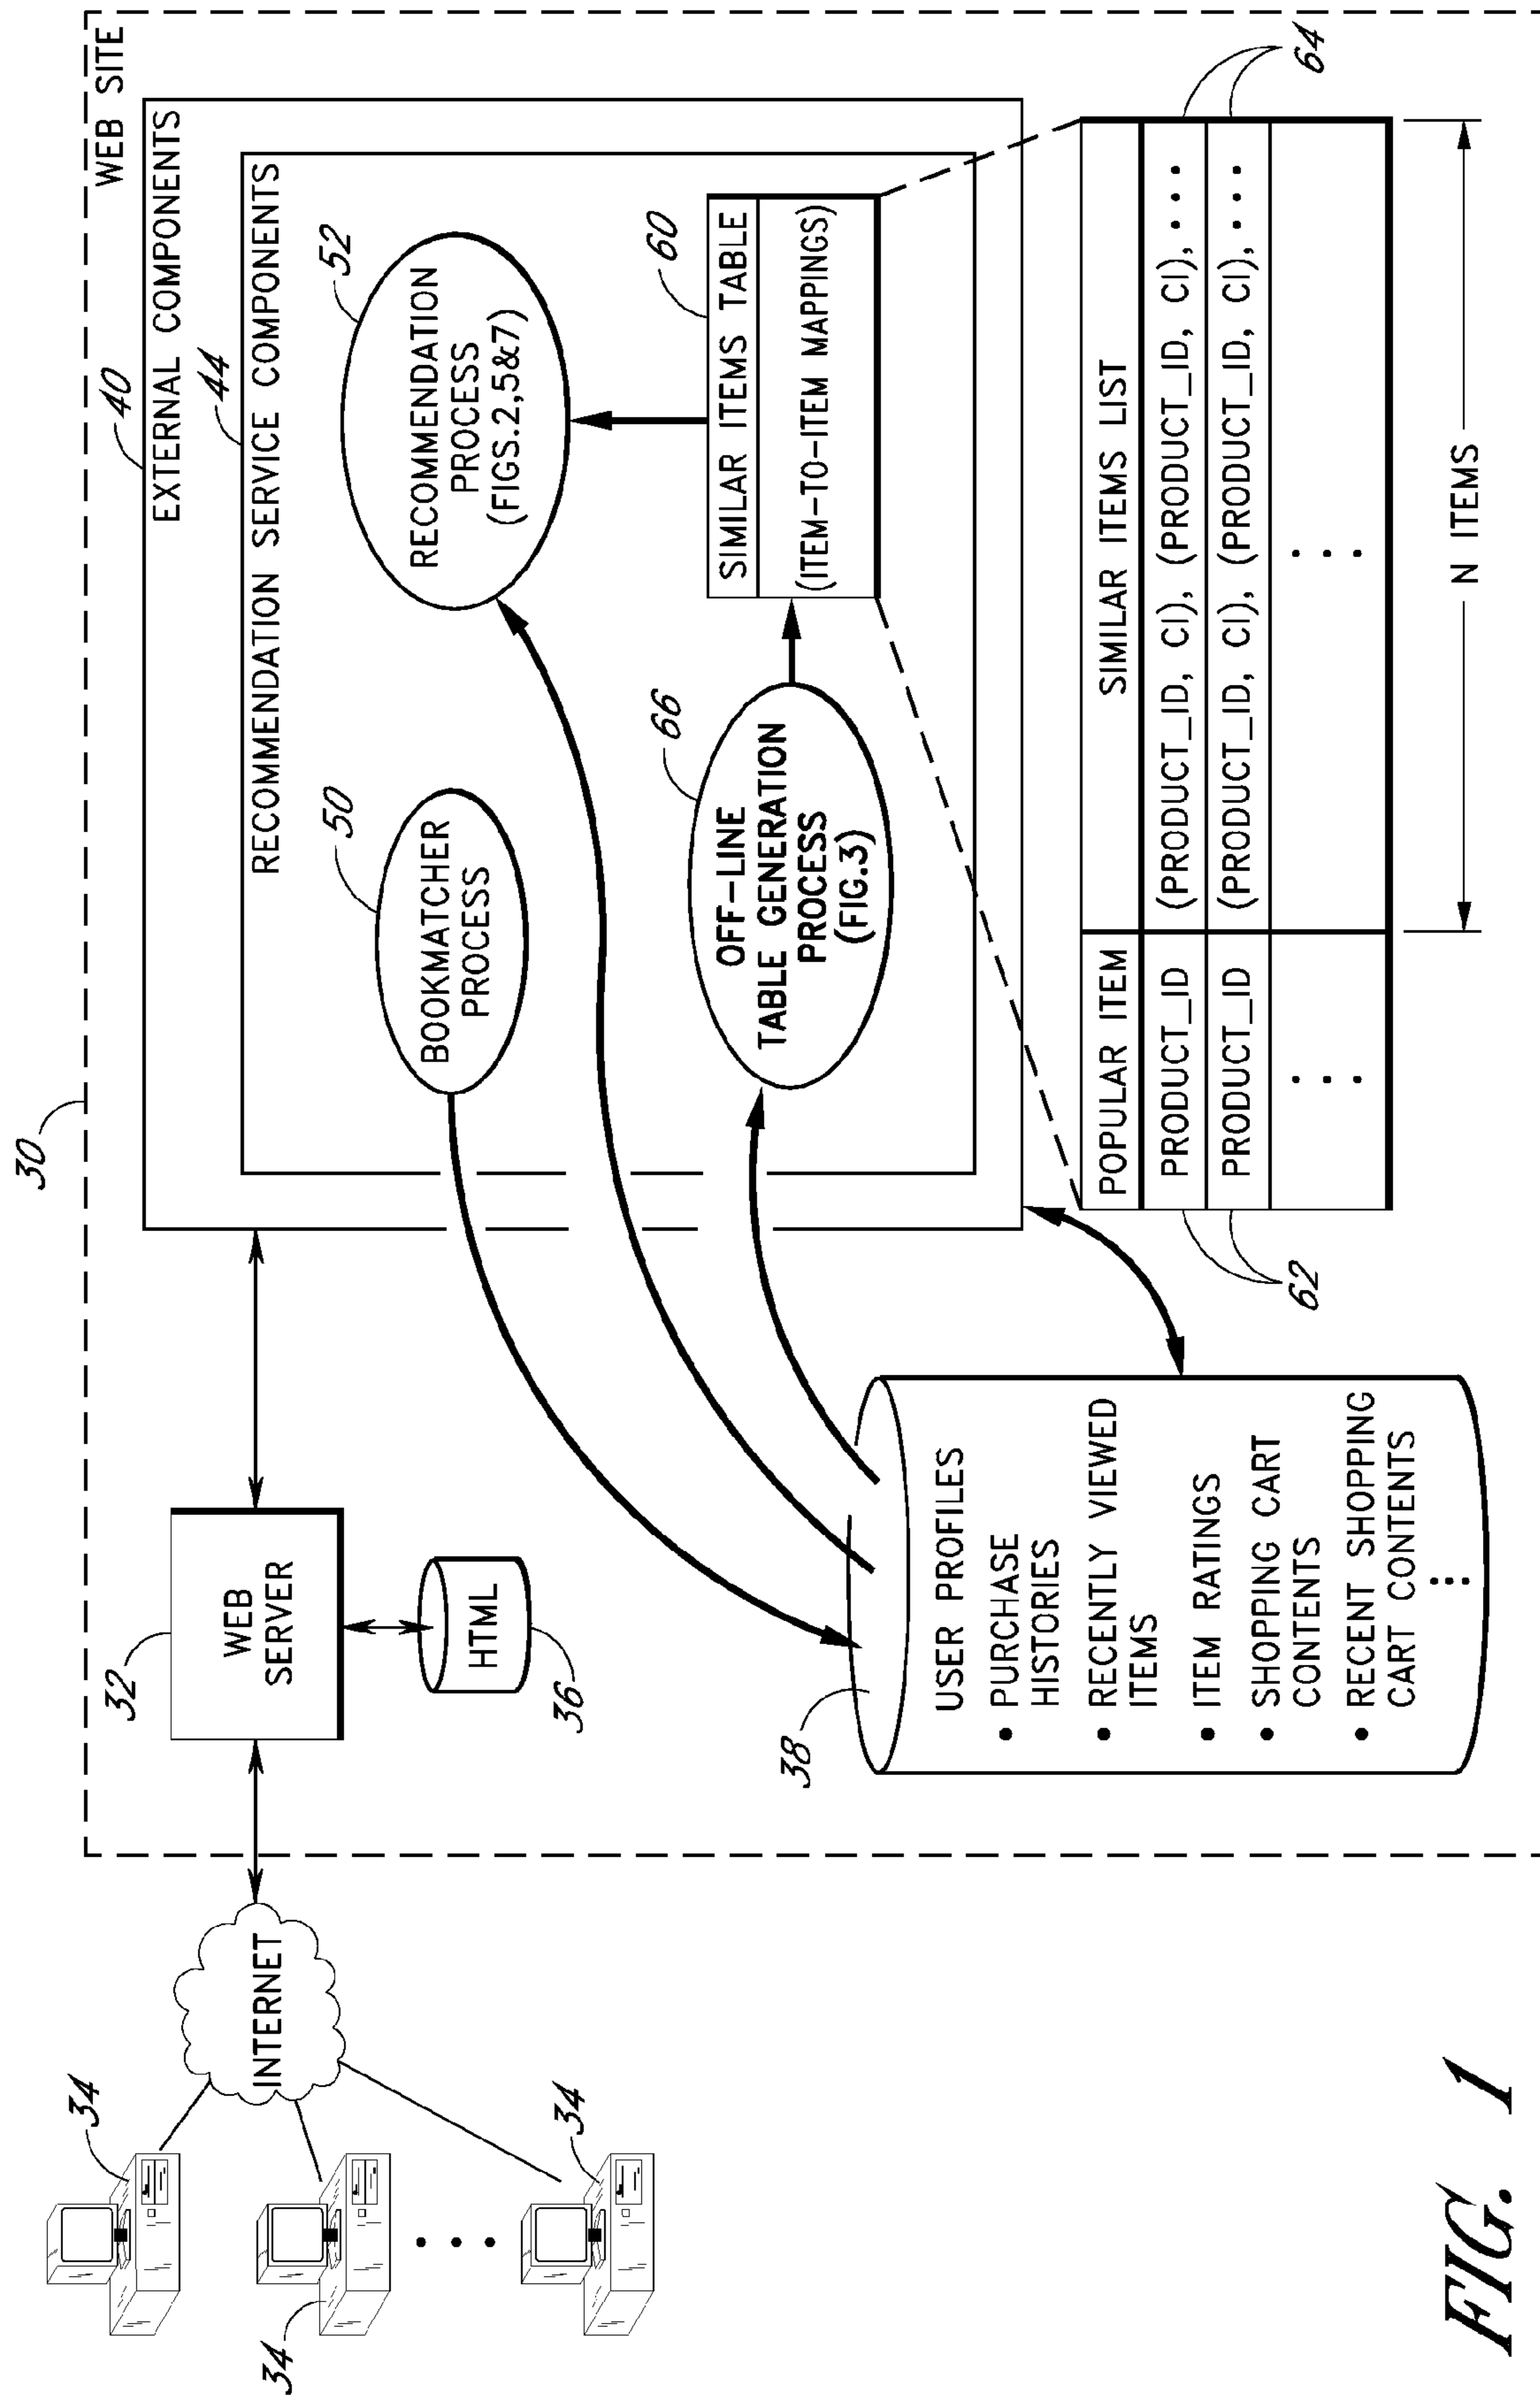 30
WEB SITE
40
EXTERNAL COMPONENTS
44
RECOMMENDATION SERVICE COMPONENTS
34
34
34
INTERNET
32
WEB
SERVER
HTML
36
50
BOOKMATCHER
PROCESS
52
RECOMMENDATION
PROCESS
(FIGS.2,5&7)
66
OFF-LINE
TABLE GENERATION
PROCESS
(FIG.3)
60
SIMILAR ITEMS TABLE
(ITEM-TO-ITEM MAPPINGS)
38
USER PROFILES
• PURCHASE
HISTORIES
• RECENTLY VIEWED
ITEMS
• ITEM RATINGS
• SHOPPING CART
CONTENTS
• RECENT SHOPPING
CART CONTENTS
POPULAR ITEM
SIMILAR ITEMS LIST
PRODUCT_ID
(PRODUCT_ID, CI), (PRODUCT_ID, CI), • • •
PRODUCT_ID
(PRODUCT_ID, CI), (PRODUCT_ID, CI), • • •
62
64
N ITEMS
FIG. 1